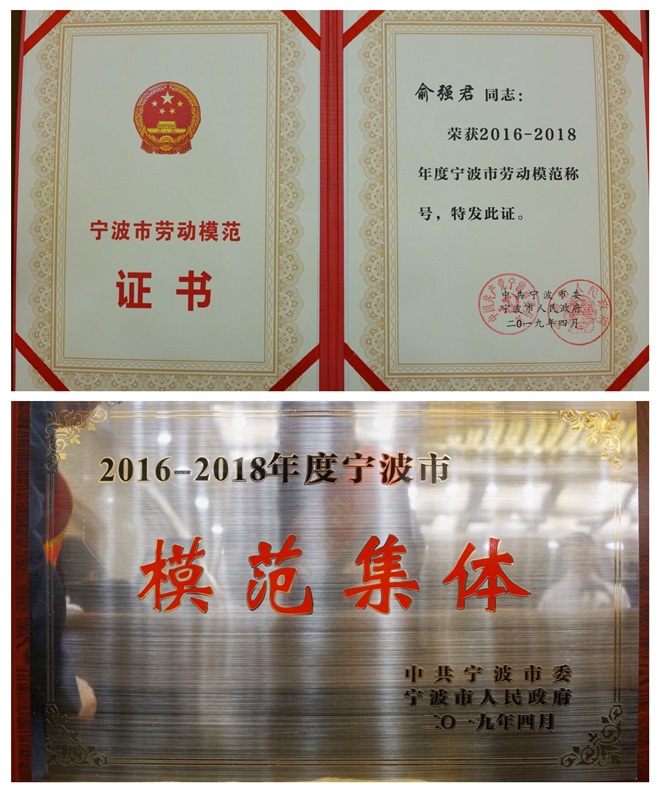 宁波市劳动模范
证书
俞强君 同志：
荣获2016-2018
年度宁波市劳动模范称
号，特发此证。
中共宁波市委
宁波市人民政府
二〇一九年四月
2016-2018年度宁波市
模范集体
中共宁波市委
宁波市人民政府
二〇一九年四月